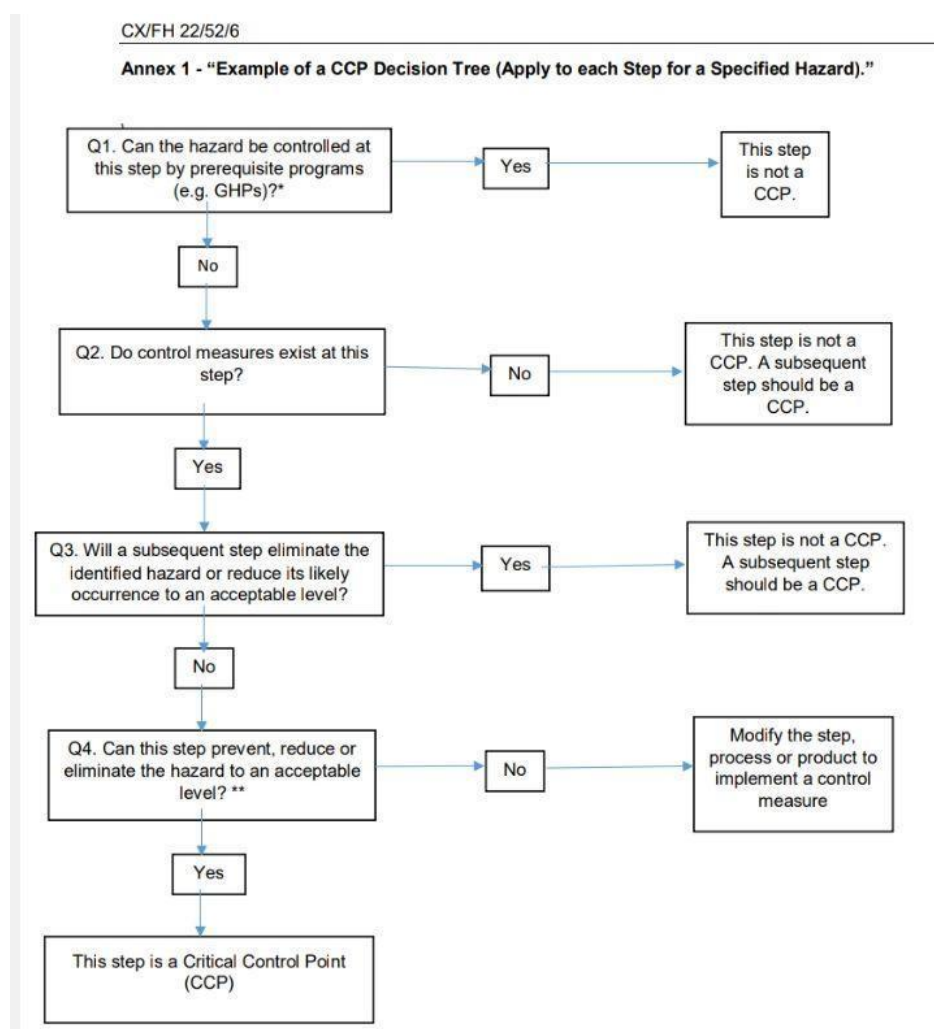 CX/FH 22/52/6
Annex 1 - “Example of a CCP Decision Tree (Apply to each Step for a Specified Hazard).”
Q1. Can the hazard be controlled at
this step by prerequisite programs
(e.g. GHPs)?*
Yes
This step
is not a
CCP.
No
Q2. Do control measures exist at this
step?
No
This step is not a
CCP. A subsequent
step should be a
CCP.
Yes
Q3. Will a subsequent step eliminate the
identified hazard or reduce its likely
occurrence to an acceptable level?
Yes
This step is not a CCP.
A subsequent step
should be a CCP.
No
Q4. Can this step prevent, reduce or
eliminate the hazard to an acceptable
level? **
No
Modify the step,
process or product to
implement a control
measure
Yes
This step is a Critical Control Point
(CCP)